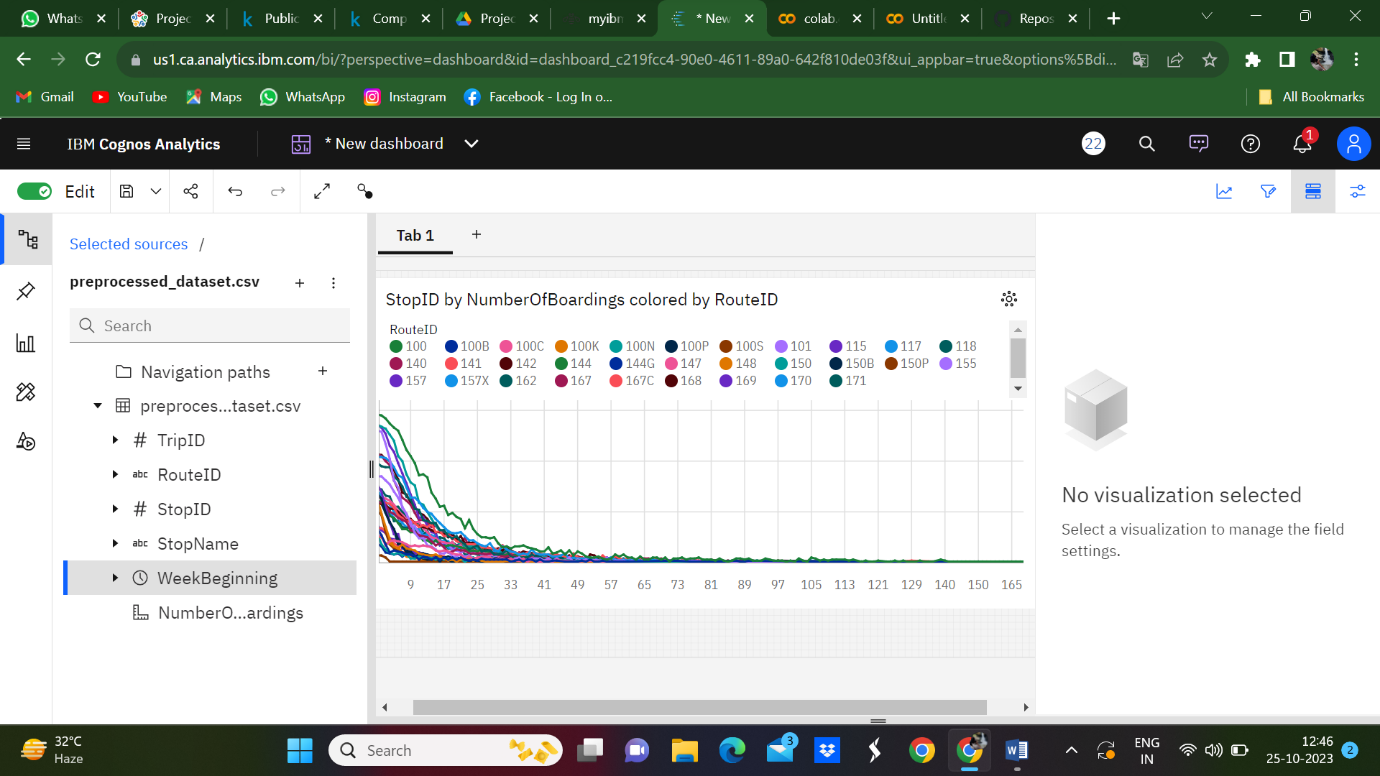 Whats
Projec
Public
Comp
Projec
myibm
* New
colab.
Untitle
Repos
us1.ca.analytics.ibm.com/bi/?perspective=dashboard&id=dashboard_c219fcc4-90e0-4611-89a0-642f810de03f&ui_appbar=true&options%5Bdi...
Gmail YouTube Maps WhatsApp Instagram Facebook - Log In o... All Bookmarks
IBM Cognos Analytics * New dashboard 22 1
Edit
Selected sources /
preprocessed_dataset.csv
Search
Navigation paths
preproces...taset.csv
# TripID
abc RouteID
# StopID
abc StopName
WeekBeginning
NumberO...ardings
Tab 1
StopID by NumberOfBoardings colored by RouteID
RouteID
100 100B 100C 100K 100N 100P 100S 101 115 117 118
140 141 142 144 144G 147 148 150 150B 150P 155
157 157X 162 167 167C 168 169 170 171
9 17 25 33 41 49 57 65 73 81 89 97 105 113 121 129 140 150 165
No visualization selected
Select a visualization to manage the field
settings.
32°C
Haze
Search
3
ENG
IN
12:46
25-10-2023
2